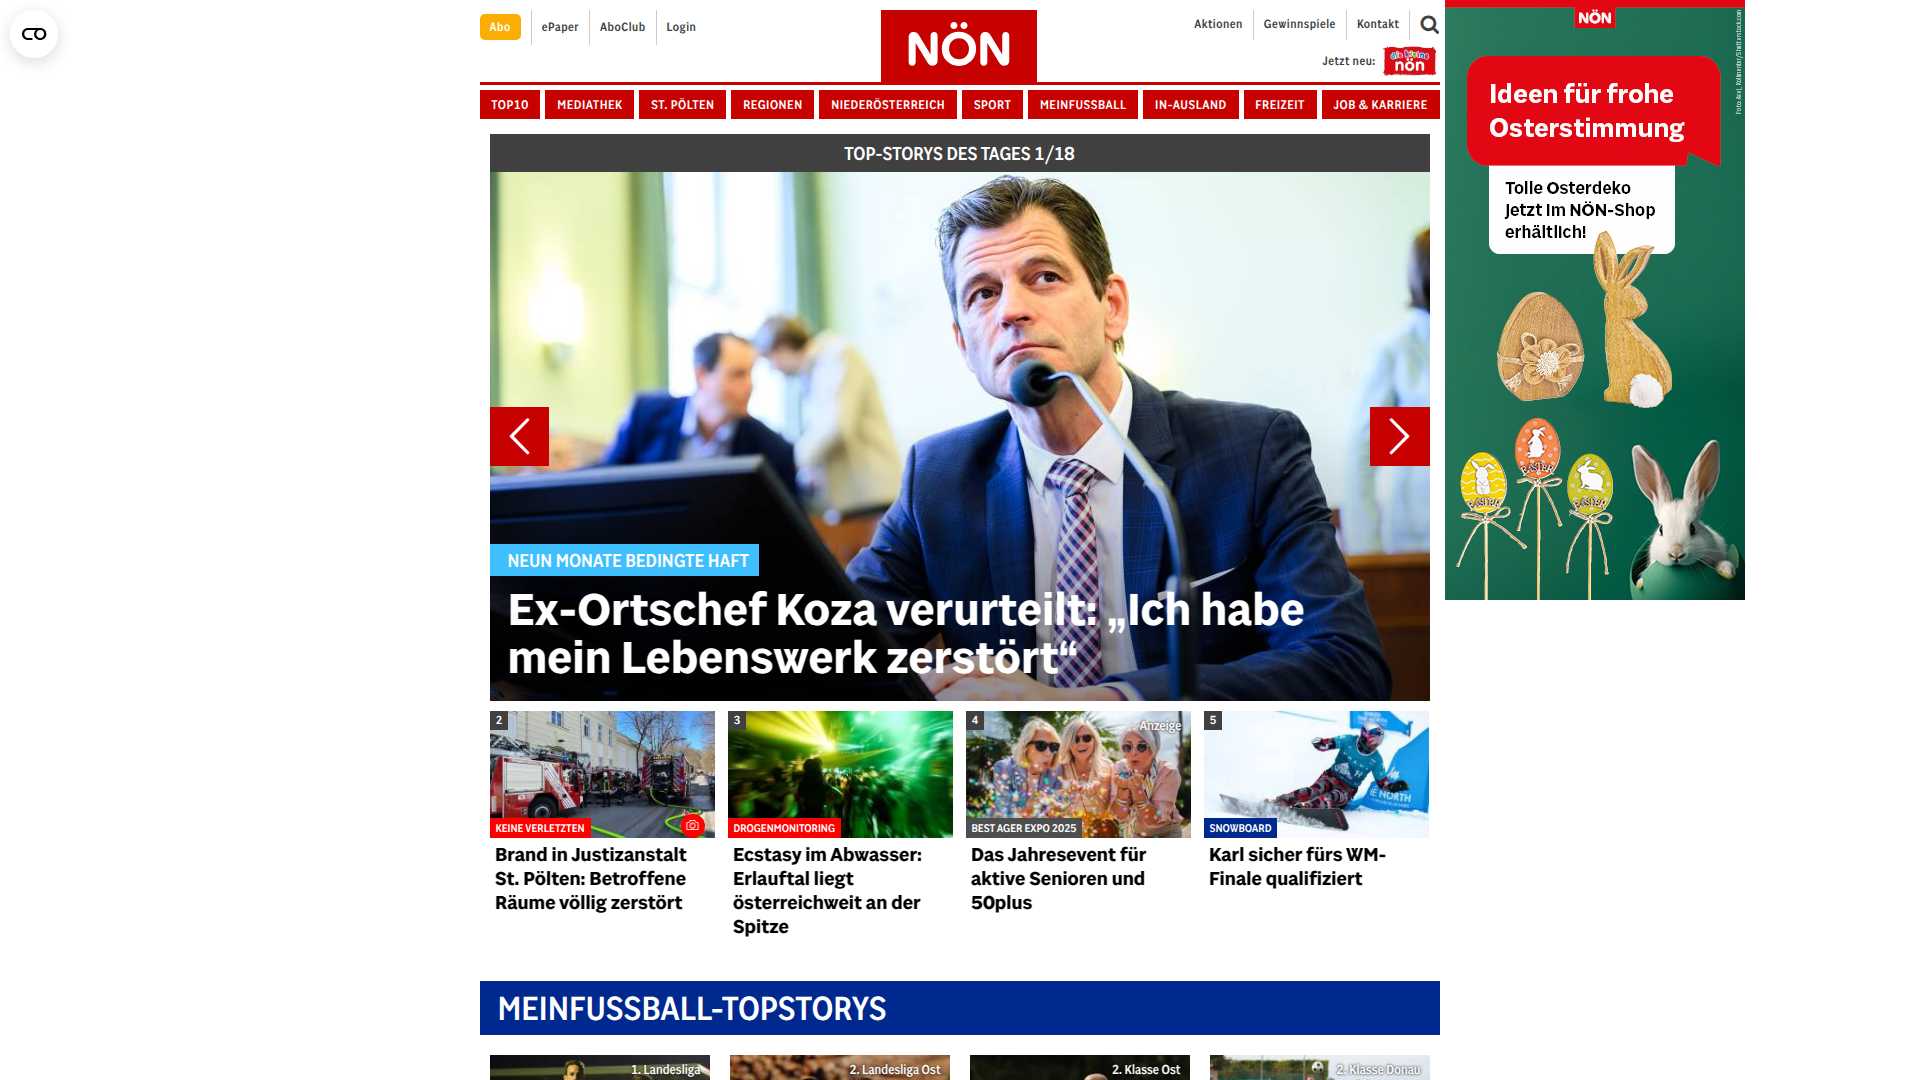 Abo
ePaper
AboClub
Login
NÖN
Aktionen
Gewinnspiele
Kontakt
Jetzt neu:
die kleine
nön
TOP10
MEDIATHEK
ST. PÖLTEN
REGIONEN
NIEDERÖSTERREICH
SPORT
MEINFUSSBALL
IN-AUSLAND
FREIZEIT
JOB & KARRIERE
TOP-STORYS DES TAGES 1/18
NEUN MONATE BEDINGTE HAFT
Ex-Ortschef Koza verurteilt: „Ich habe
mein Lebenswerk zerstört“
2
KEINE VERLETZTEN
Brand in Justizanstalt
St. Pölten: Betroffene
Räume völlig zerstört
3
DROGENMONITORING
Ecstasy im Abwasser:
Erlauftal liegt
österreichweit an der
Spitze
4
Anzeige
BEST AGER EXPO 2025
Das Jahresevent für
aktive Senioren und
50plus
5
SNOWBOARD
Karl sicher fürs WM-
Finale qualifiziert
MEINFUSSBALL-TOPSTORYS
1. Landesliga
2. Landesliga Ost
2. Klasse Ost
2. Klasse Donau
NÖN
Ideen für frohe
Osterstimmung
Tolle Osterdeko
jetzt im NÖN-Shop
erhältlich!
EASTER
EASTER
EASTER